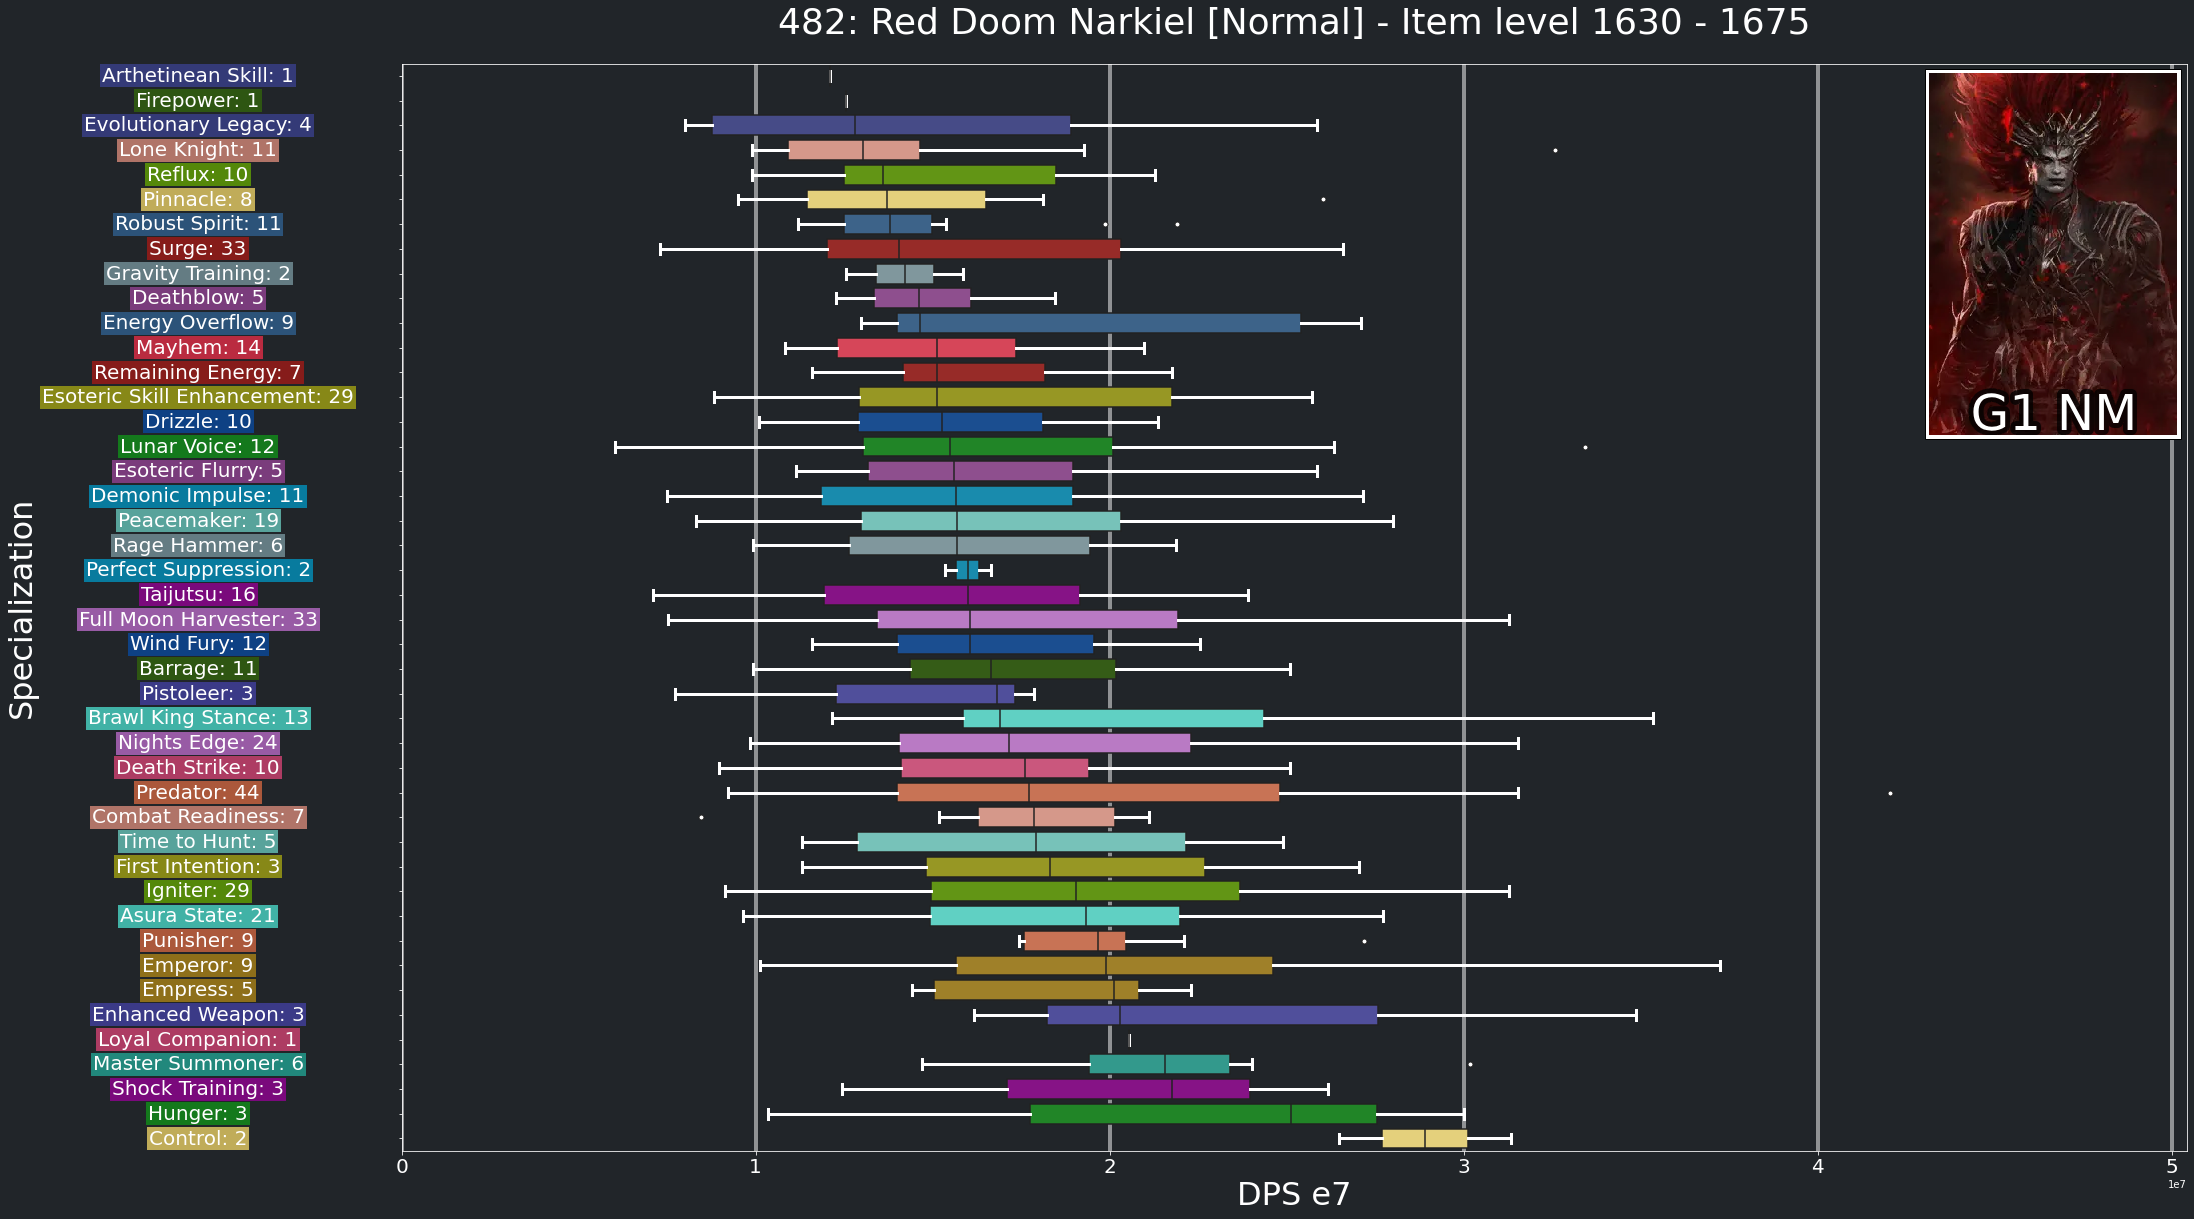 482: Red Doom Narkiel [Normal] - Item level 1630 - 1675
Arthetinean Skill: 1
Firepower: 1
Evolutionary Legacy: 4
Lone Knight: 11
Reflux: 10
Pinnacle: 8
Robust Spirit: 11
Surge: 33
Gravity Training: 2
Deathblow: 5
Energy Overflow: 9
Mayhem: 14
Remaining Energy: 7
Esoteric Skill Enhancement: 29
Drizzle: 10
Lunar Voice: 12
Esoteric Flurry: 5
Demonic Impulse: 11
Peacemaker: 19
Rage Hammer: 6
Perfect Suppression: 2
Taijutsu: 16
Full Moon Harvester: 33
Wind Fury: 12
Barrage: 11
Pistoleer: 3
Brawl King Stance: 13
Nights Edge: 24
Death Strike: 10
Predator: 44
Combat Readiness: 7
Time to Hunt: 5
First Intention: 3
Igniter: 29
Asura State: 21
Punisher: 9
Emperor: 9
Empress: 5
Enhanced Weapon: 3
Loyal Companion: 1
Master Summoner: 6
Shock Training: 3
Hunger: 3
Control: 2
Specialization
G1 NM
0 1 2 3 4 5
1e7
DPS e7